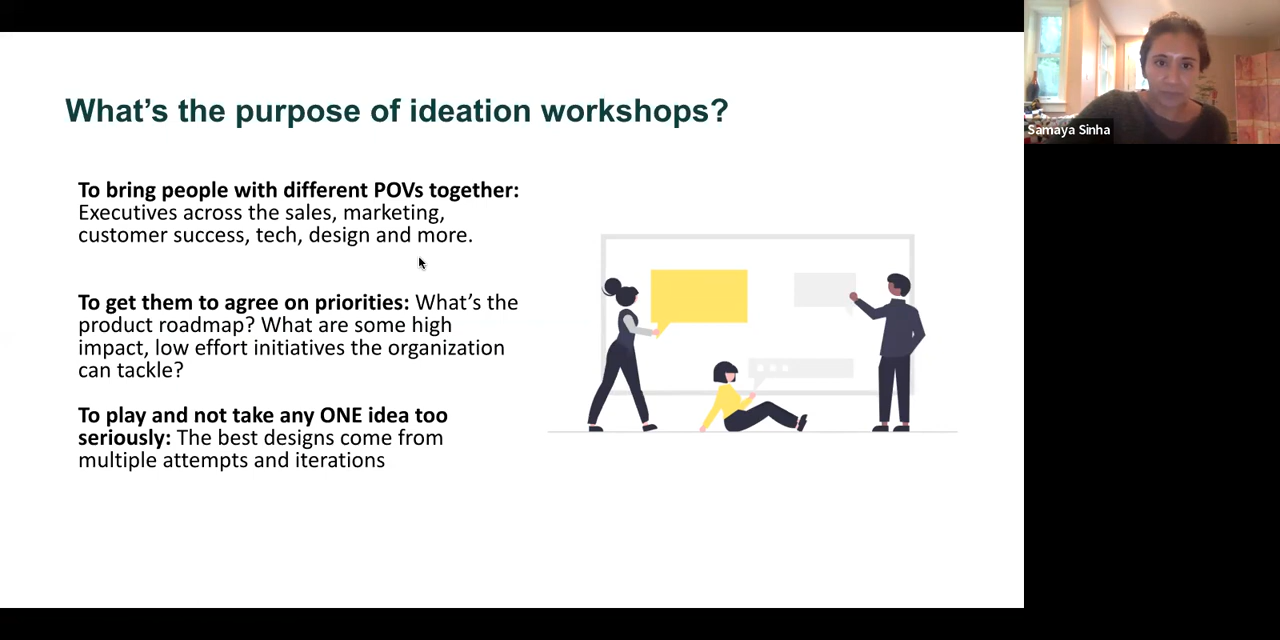 What’s the purpose of ideation workshops?
To bring people with different POVs together:
Executives across the sales, marketing,
customer success, tech, design and more.
To get them to agree on priorities: What’s the
product roadmap? What are some high
impact, low effort initiatives the organization
can tackle?
To play and not take any ONE idea too
seriously: The best designs come from
multiple attempts and iterations
Samaya Sinha